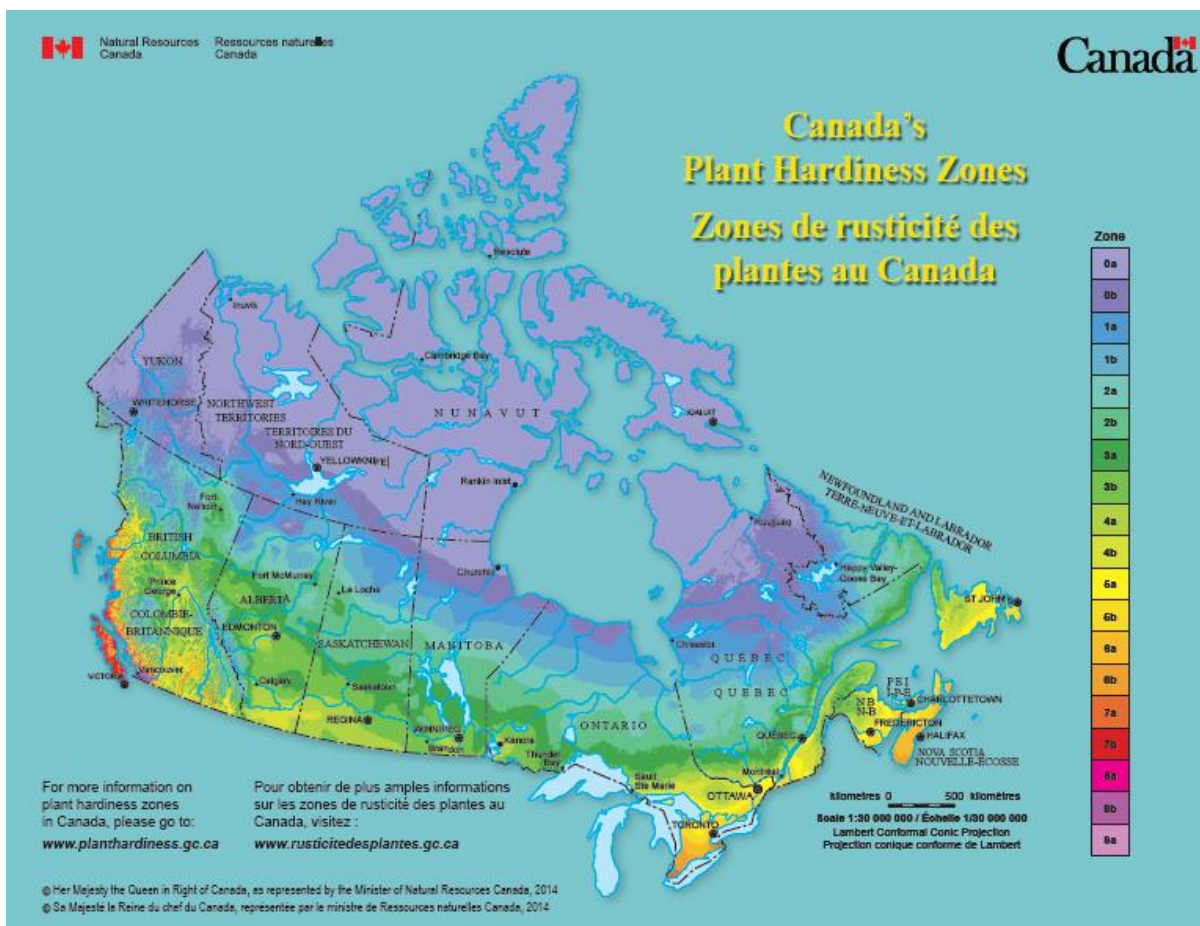 Natural Resources
Canada
Ressources naturelles
Canada
Canada
Canada's
Plant Hardiness Zones
Zones de rusticité des
plantes au Canada
Zone
0a
0b
1a
1b
2a
2b
3a
3b
4a
4b
5a
5b
6a
6b
7a
7b
8a
8b
9a
Resolute
Inuvik
Cambridge Bay
YUKON
WHITEHORSE
NORTHWEST
TERRITORIES
TERRITOIRES DU
NORD-OUEST
NUNAVUT
IQALUIT
YELLOWKNIFE
Hay River
Rankin Inlet
NEWFOUNDLAND AND LABRADOR
TERRE-NEUVE-ET-LABRADOR
Fort
Nelson
Kuujjuaq
BRITISH
COLUMBIA
Churchill
Happy Valley-
Goose Bay
Fort McMurray
La Loche
Prince
George
ALBERTA
ST JOHN'S
COLOMBIE-
BRITANNIQUE
EDMONTON
SASKATCHEWAN
MANITOBA
Chisasibi
QUÉBEC
QUEBEC
VICTORIA
Vancouver
Calgary
Saskatoon
PEI
I-P-E
CHARLOTTETOWN
NB
N-B
FREDERICTON
HALIFAX
NOVA SCOTIA
NOUVELLE-ÉCOSSE
REGINA
WINNIPEG
Brandon
Kenora
ONTARIO
Thunder
Bay
QUÉBEC
Montréal
Sault
Ste Marie
OTTAWA
TORONTO
kilometres 0 500 kilomètres
Scale 1:30 000 000 / Échelle 1/30 000 000
Lambert Conformal Conic Projection
Projection conique conforme de Lambert
For more information on
plant hardiness zones
in Canada, please go to:
www.planthardiness.gc.ca
Pour obtenir de plus amples informations
sur les zones de rusticité des plantes au
Canada, visitez :
www.rusticitedesplantes.gc.ca
© Her Majesty the Queen in Right of Canada, as represented by the Minister of Natural Resources Canada, 2014
© Sa Majesté la Reine du chef du Canada, représentée par le ministre de Ressources naturelles Canada, 2014